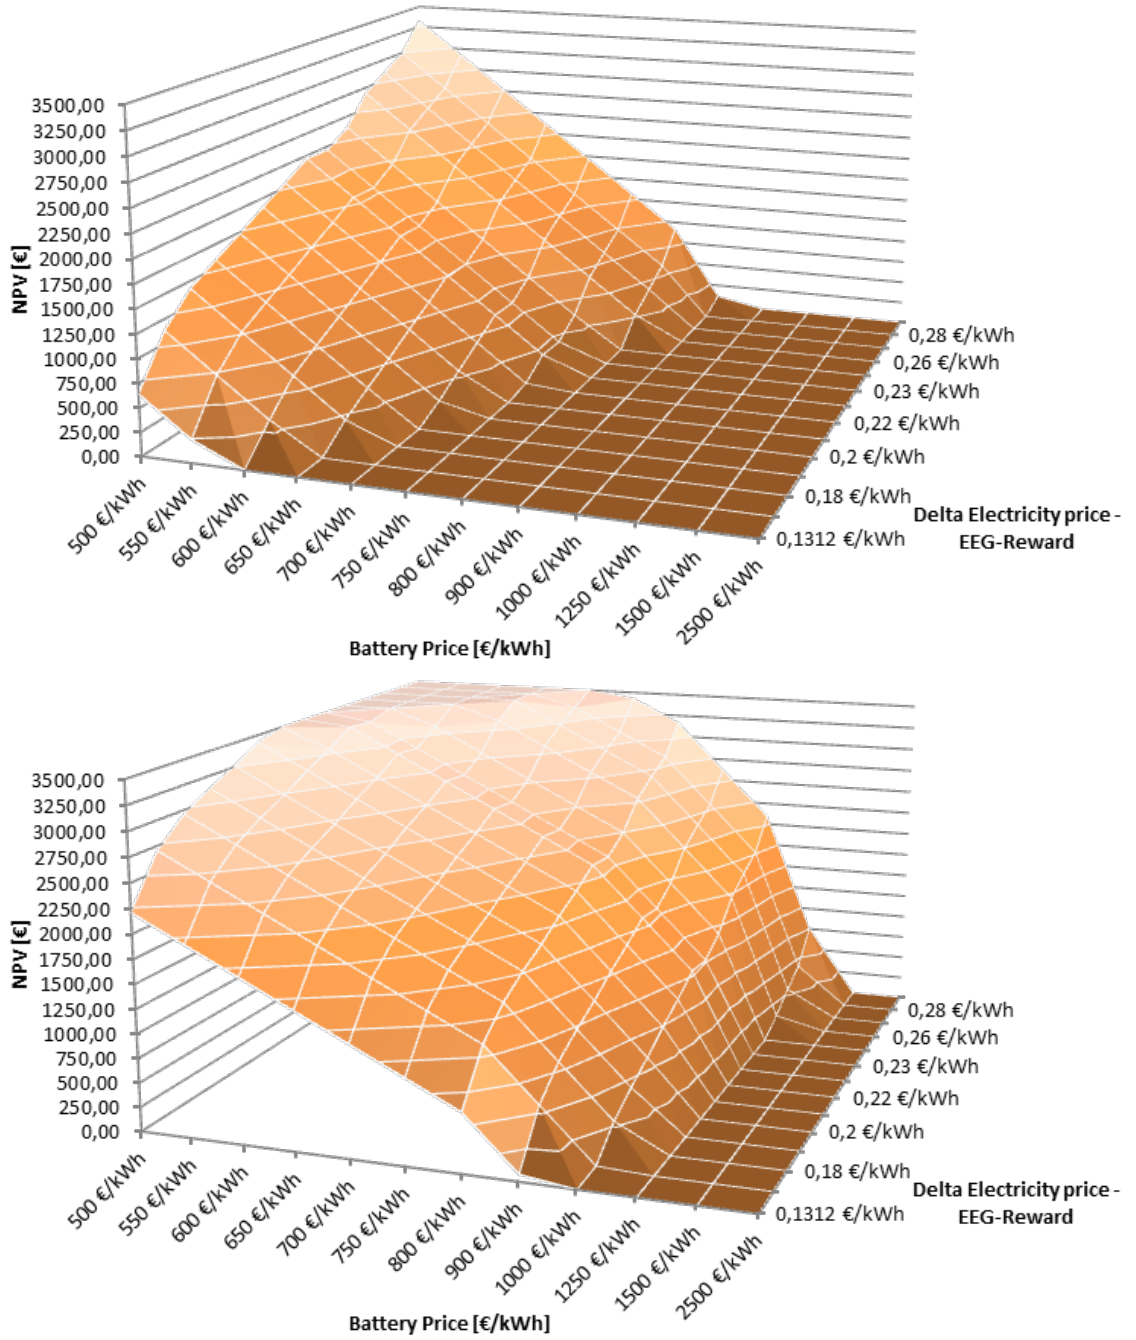 3500,00
3250,00
3000,00
2750,00
2500,00
2250,00
2000,00
1750,00
1500,00
1250,00
1000,00
750,00
500,00
250,00
0,00
NPV [€]
500 €/kWh
550 €/kWh
600 €/kWh
650 €/kWh
700 €/kWh
750 €/kWh
800 €/kWh
900 €/kWh
1000 €/kWh
1250 €/kWh
1500 €/kWh
2500 €/kWh
Battery Price [€/kWh]
0,28 €/kWh
0,26 €/kWh
0,23 €/kWh
0,22 €/kWh
0,2 €/kWh
0,18 €/kWh
0,1312 €/kWh
Delta Electricity price -
EEG-Reward
3500,00
3250,00
3000,00
2750,00
2500,00
2250,00
2000,00
1750,00
1500,00
1250,00
1000,00
750,00
500,00
250,00
0,00
NPV [€]
500 €/kWh
550 €/kWh
600 €/kWh
650 €/kWh
700 €/kWh
750 €/kWh
800 €/kWh
900 €/kWh
1000 €/kWh
1250 €/kWh
1500 €/kWh
2500 €/kWh
Battery Price [€/kWh]
0,28 €/kWh
0,26 €/kWh
0,23 €/kWh
0,22 €/kWh
0,2 €/kWh
0,18 €/kWh
0,1312 €/kWh
Delta Electricity price -
EEG-Reward